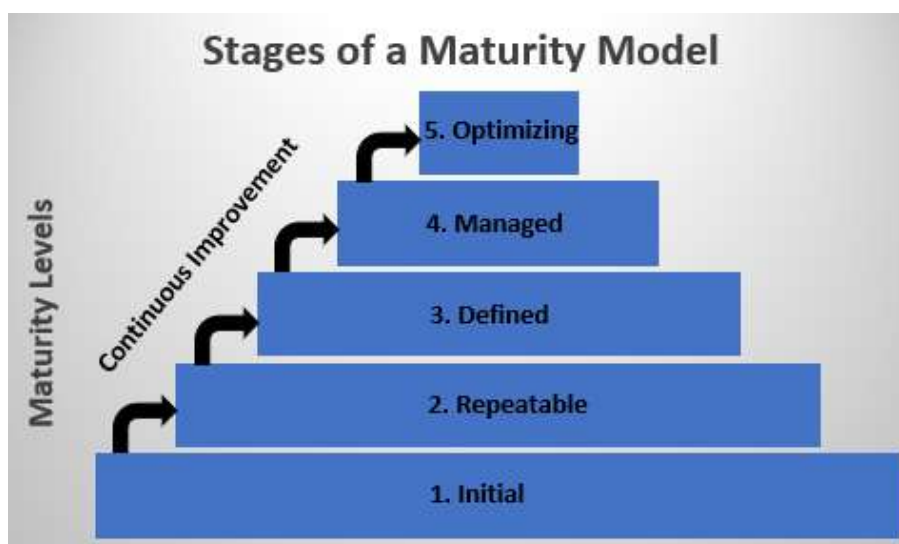 Stages of a Maturity Model
5. Optimizing
4. Managed
3. Defined
2. Repeatable
1. Initial
Continuous Improvement
Maturity Levels